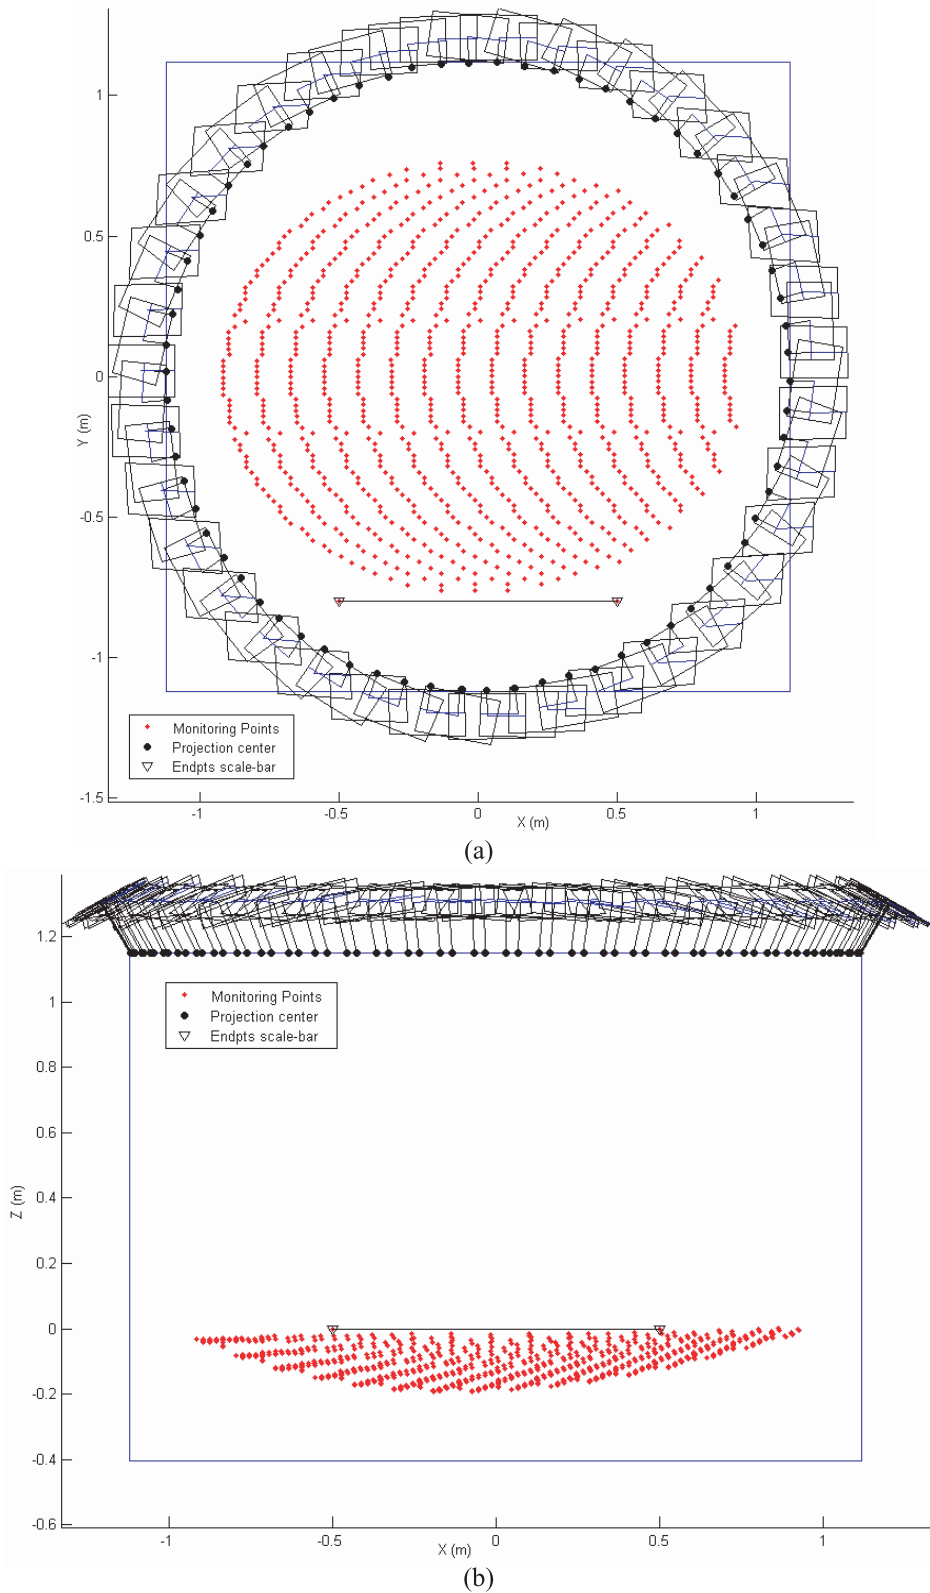 1
0.5
0
-0.5
-1
-1.5
Y (m)
Monitoring Points
Projection center
Endpts scale-bar
-1
-0.5
0
0.5
1
X (m)
(a)
1.2
1
0.8
0.6
0.4
0.2
0
-0.2
-0.4
-0.6
Z (m)
Monitoring Points
Projection center
Endpts scale-bar
-1
-0.5
0
0.5
1
X (m)
(b)